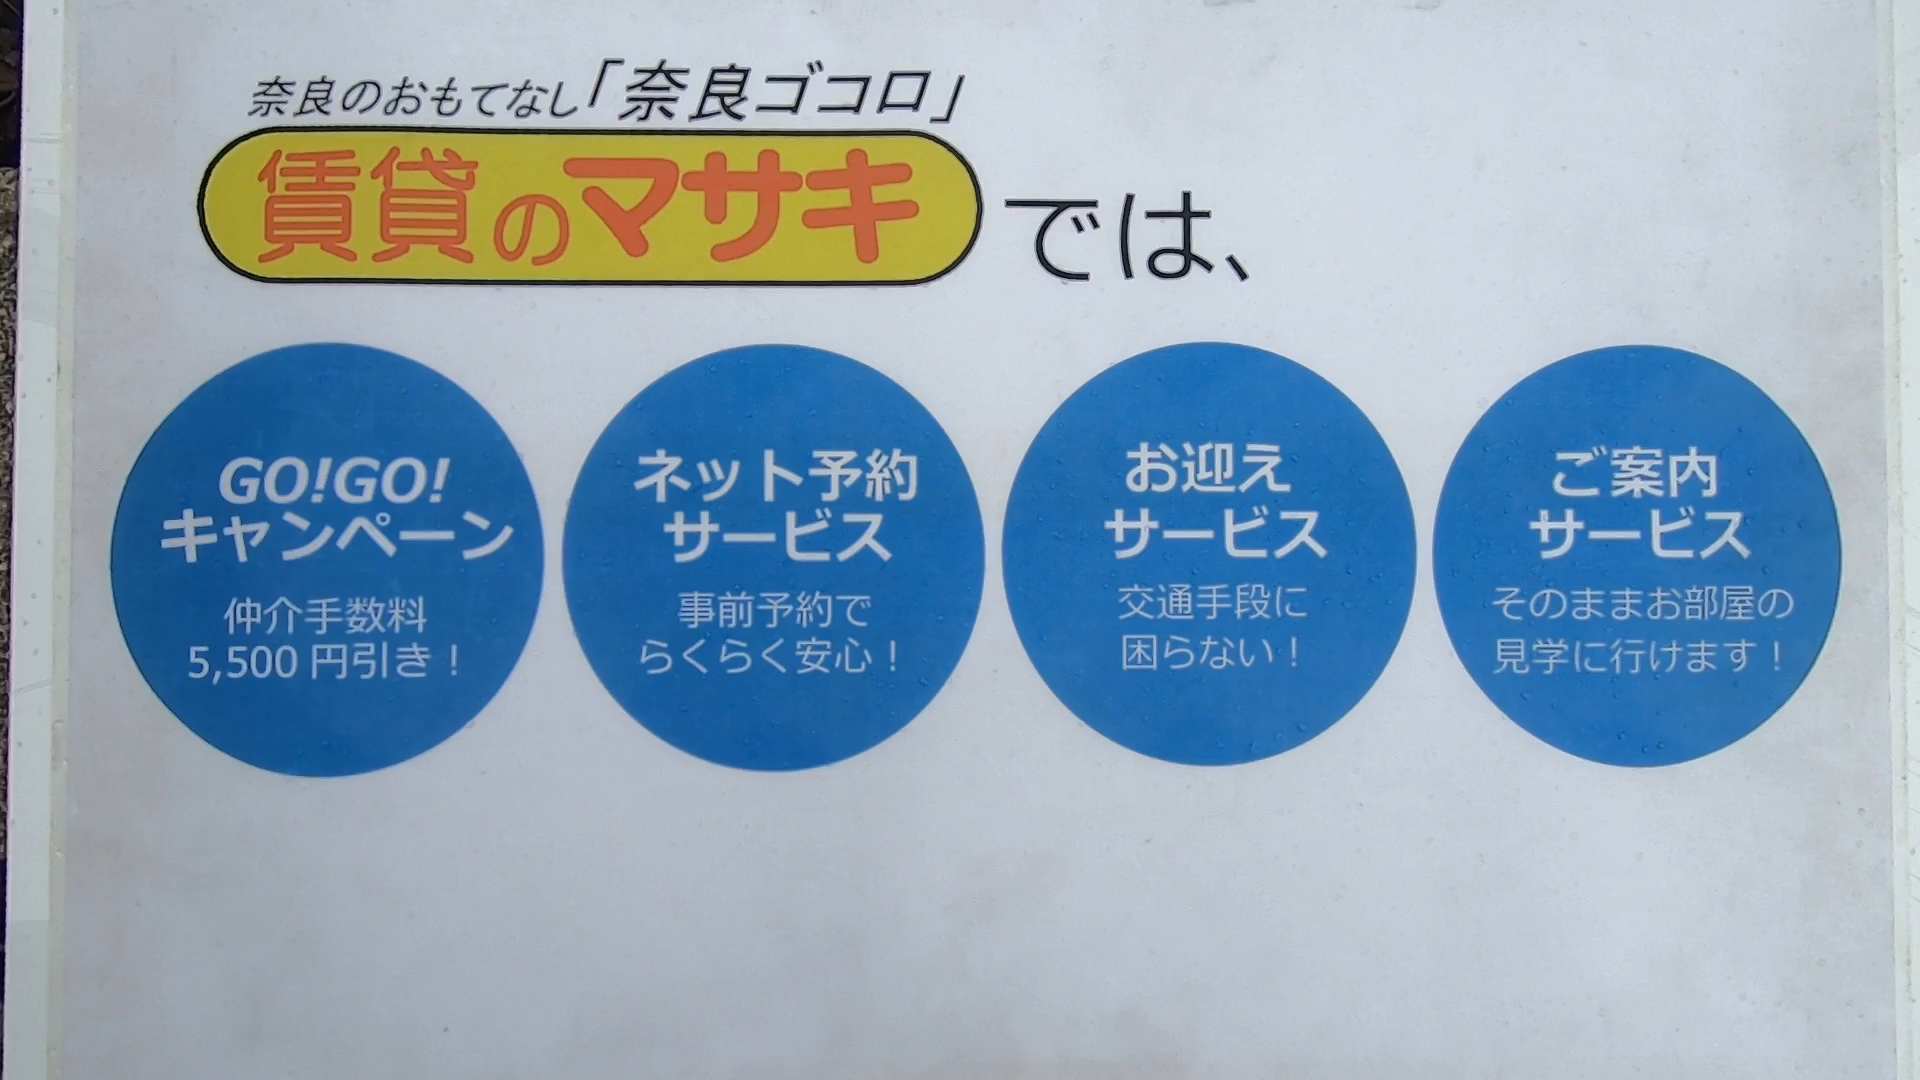 奈良のおもてなし「奈良ゴコロ」
賃貸のマサキでは、
GO!GO!
キャンペーン
仲介手数料
5,500円引き！
ネット予約
サービス
事前予約で
らくらく安心！
お迎え
サービス
交通手段に
困らない！
ご案内
サービス
そのままお部屋の
見学に行けます！